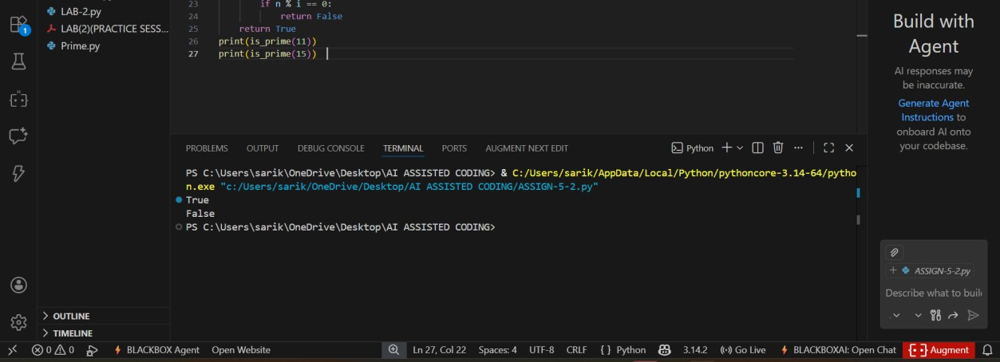 LAB-2.py
LAB(2)(PRACTICE SESS...
Prime.py
1
23 if n % i == 0:
24 return False
25 return True
26 print(is_prime(11))
27 print(is_prime(15))
PROBLEMS OUTPUT DEBUG CONSOLE TERMINAL PORTS AUGMENT NEXT EDIT
Python
PS C:\Users\sarik\OneDrive\Desktop\AI ASSISTED CODING> & C:/Users/sarik/AppData/Local/Python/pythoncore-3.14-64/pytho
n.exe "c:/Users/sarik/OneDrive/Desktop/AI ASSISTED CODING/ASSIGN-5-2.py"
True
False
PS C:\Users\sarik\OneDrive\Desktop\AI ASSISTED CODING>
Build with
Agent
AI responses may
be inaccurate.
Generate Agent
Instructions to
onboard AI onto
your codebase.
ASSIGN-5-2.py
Describe what to buil
OUTLINE
TIMELINE
0 0 BLACKBOX Agent Open Website Ln 27, Col 22 Spaces: 4 UTF-8 CRLF { } Python 3.14.2 Go Live BLACKBOXAI: Open Chat Augment